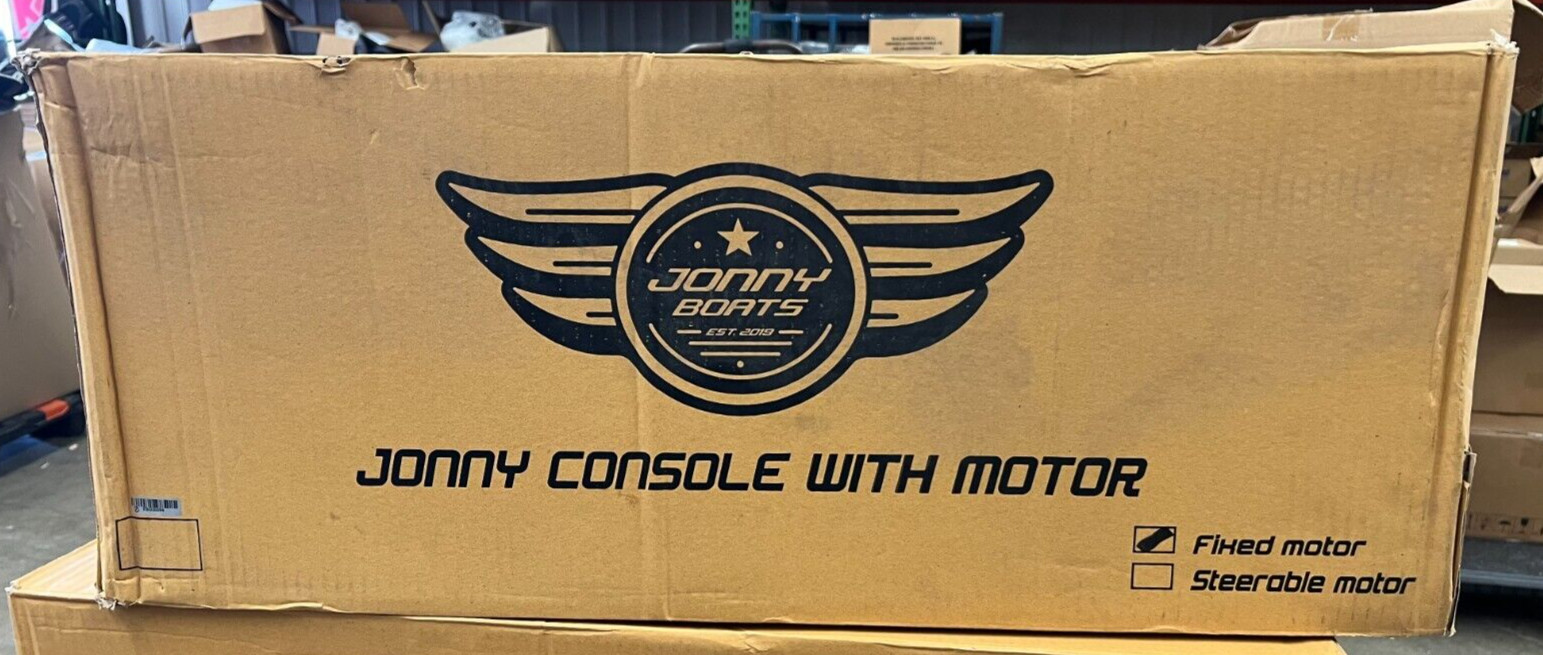 JONNY
BOATS
EST. 2019
JONNY CONSOLE WITH MOTOR
Fixed motor
Steerable motor